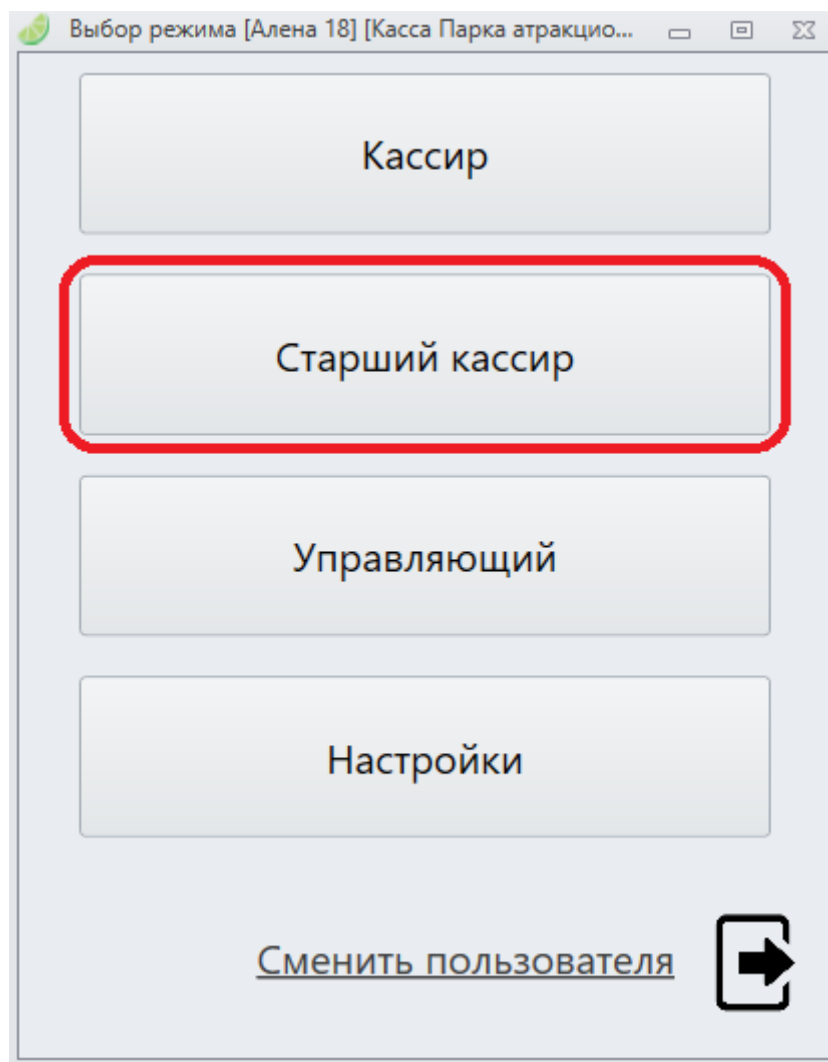 Выбор режима [Алена 18] [Касса Парка атракцио...
Кассир
Старший кассир
Управляющий
Настройки
Сменить пользователя